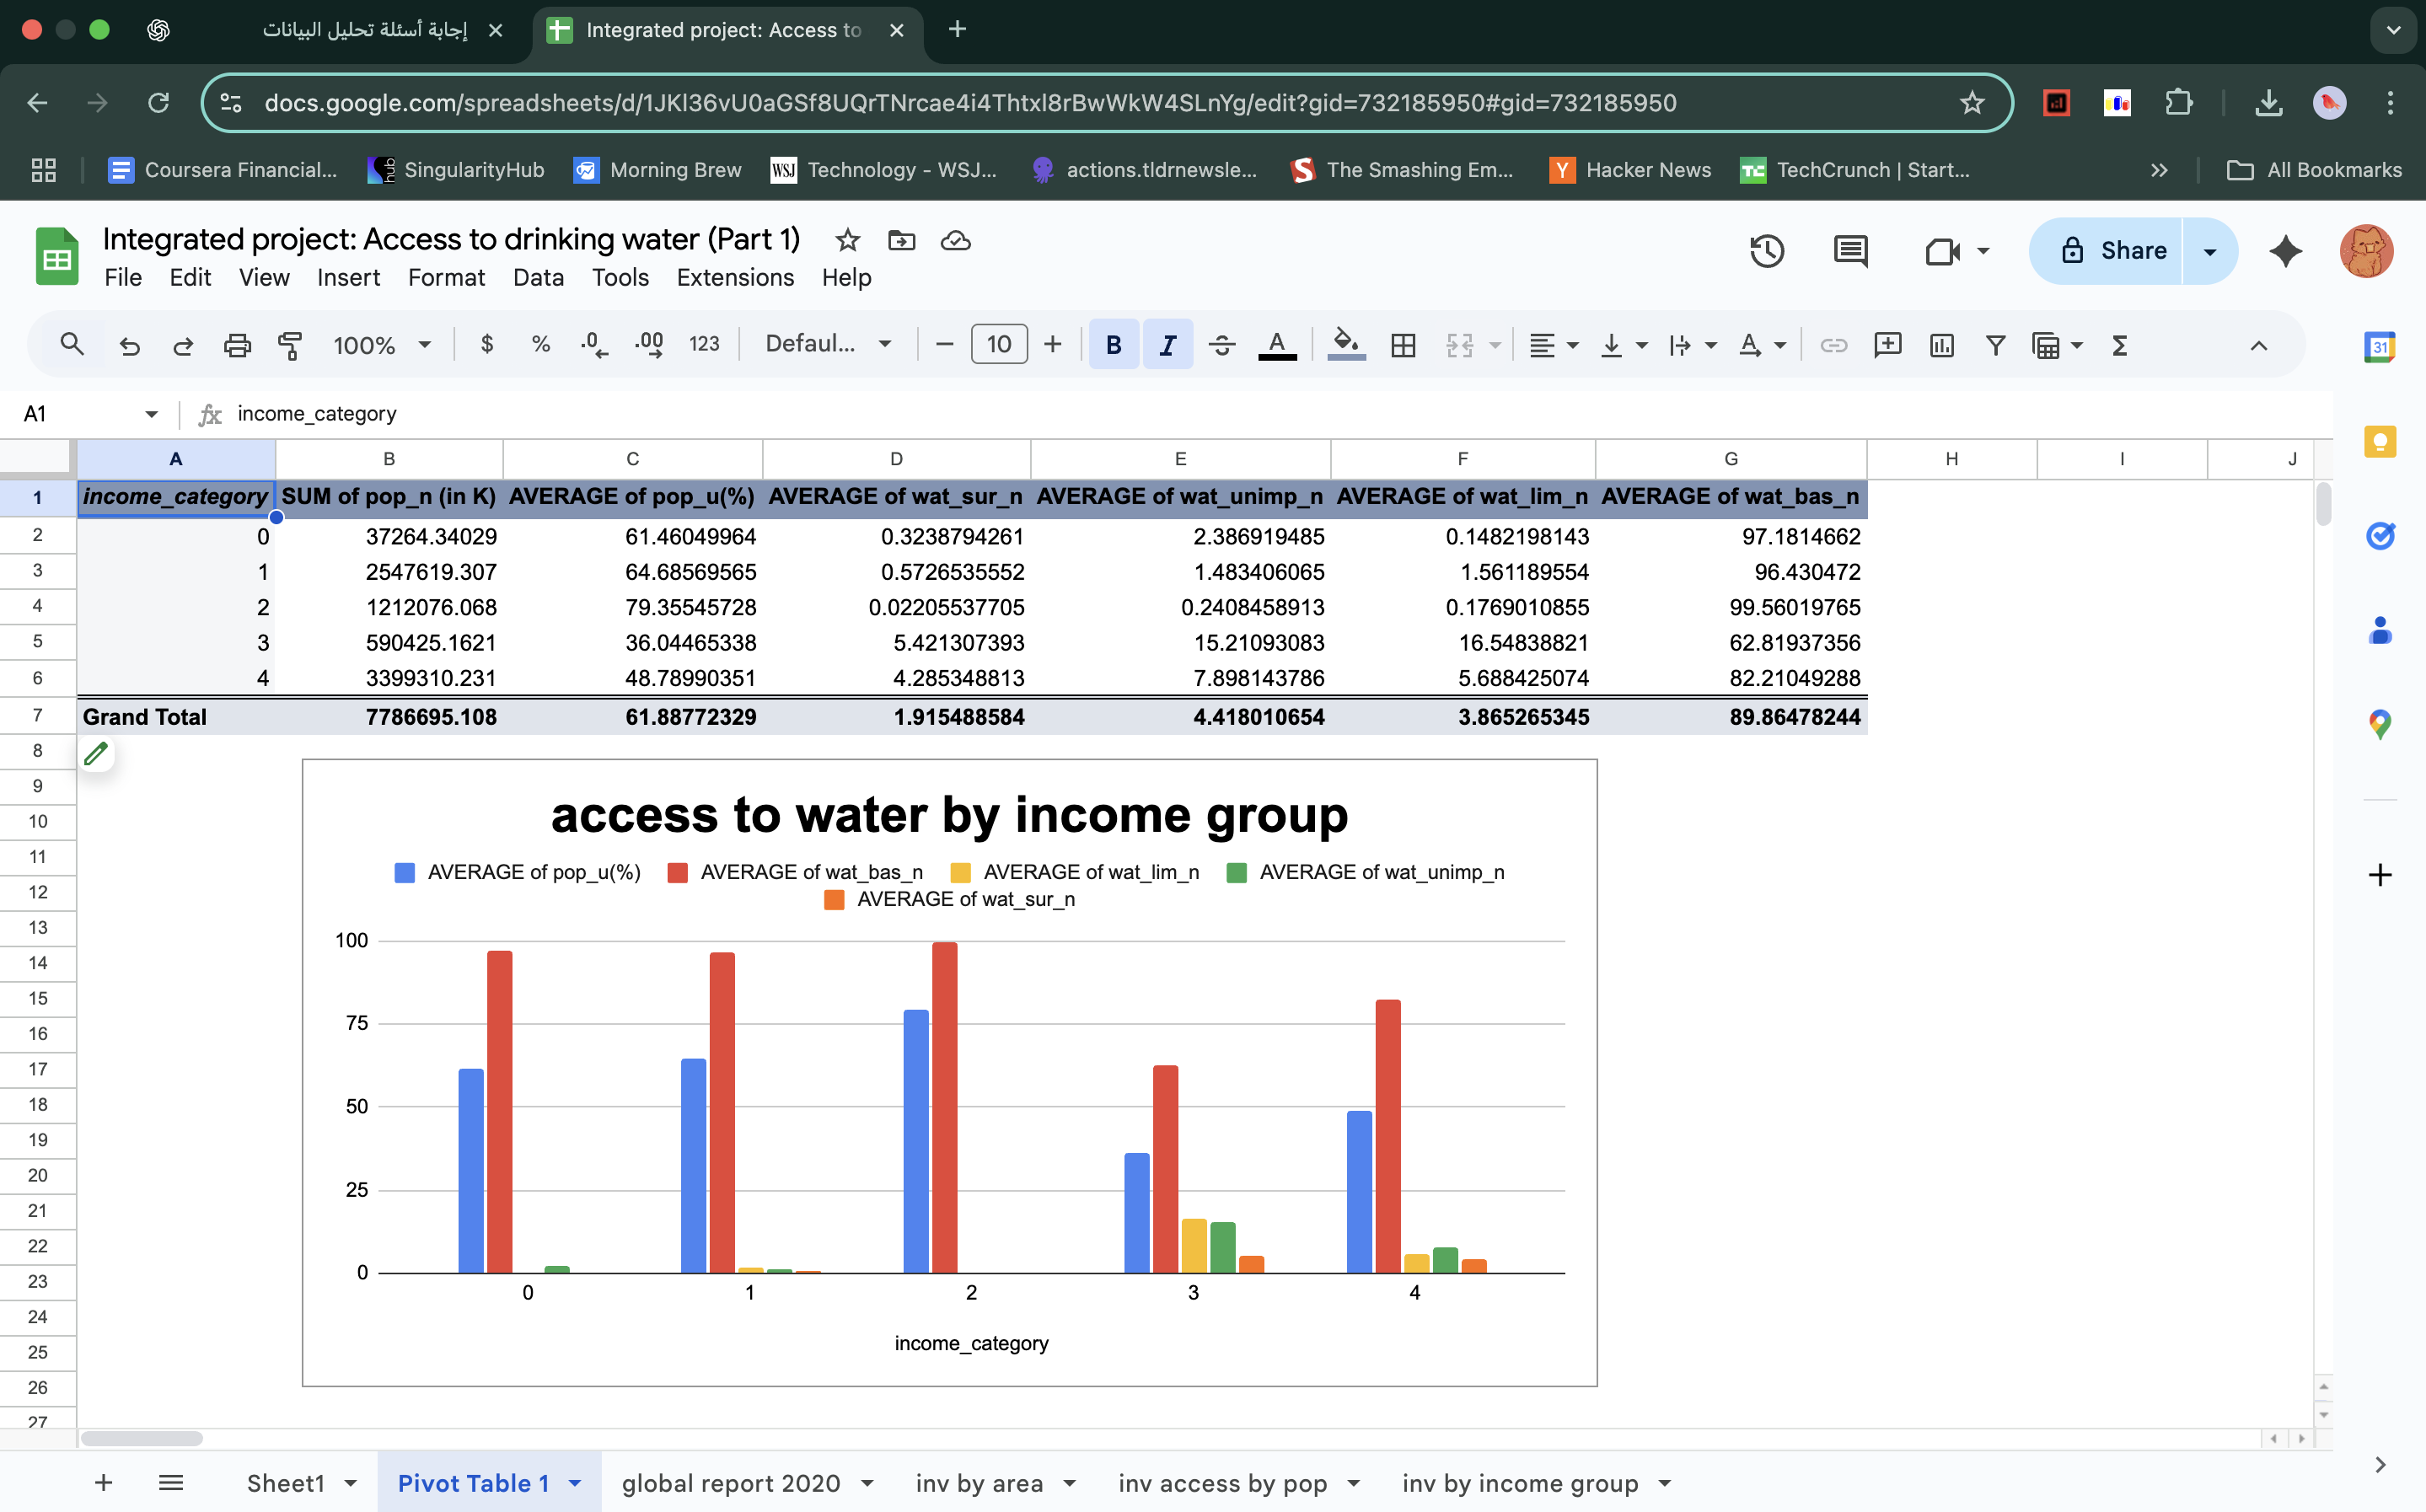 إجابة أسئلة تحليل البيانات
Integrated project: Access to
docs.google.com/spreadsheets/d/1JKl36vU0aGSf8UQrTNrcae4i4Thtxl8rBwWkW4SLnYg/edit?gid=732185950#gid=732185950
Coursera Financial... SingularityHub Morning Brew WSJ Technology - WSJ... actions.tldrnewsle... The Smashing Em... Hacker News TechCrunch | Start... All Bookmarks
Integrated project: Access to drinking water (Part 1)
Share
File Edit View Insert Format Data Tools Extensions Help
100% $ % .0 .00 123 Defaul... 10 B I S A
31
A1 fx income_category
A B C D E F G H I J
1 income_category SUM of pop_n (in K) AVERAGE of pop_u(%) AVERAGE of wat_sur_n AVERAGE of wat_unimp_n AVERAGE of wat_lim_n AVERAGE of wat_bas_n
2 0 37264.34029 61.46049964 0.3238794261 2.386919485 0.1482198143 97.1814662
3 1 2547619.307 64.68569565 0.5726535552 1.483406065 1.561189554 96.430472
4 2 1212076.068 79.35545728 0.02205537705 0.2408458913 0.1769010855 99.56019765
5 3 590425.1621 36.04465338 5.421307393 15.21093083 16.54838821 62.81937356
6 4 3399310.231 48.78990351 4.285348813 7.898143786 5.688425074 82.21049288
7 Grand Total 7786695.108 61.88772329 1.915488584 4.418010654 3.865265345 89.86478244
8
9
10
11
12
13
14
15
16
17
18
19
20
21
22
23
24
25
26
27
access to water by income group
AVERAGE of pop_u(%) AVERAGE of wat_bas_n AVERAGE of wat_lim_n AVERAGE of wat_unimp_n
AVERAGE of wat_sur_n
100
75
50
25
0
0 1 2 3 4
income_category
Sheet1 Pivot Table 1 global report 2020 inv by area inv access by pop inv by income group